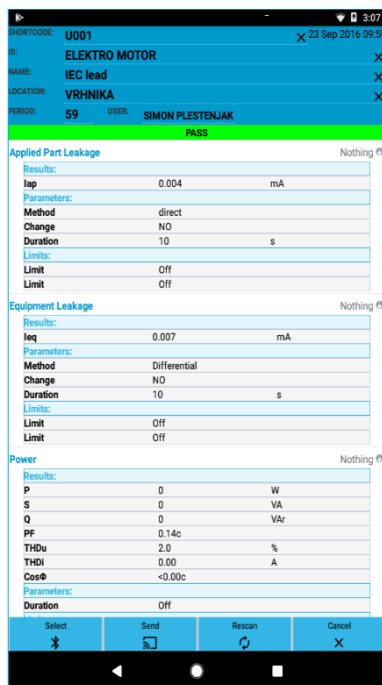 3:07
SHORTCODE: U001 23 Sep 2016 09:5
ID: ELEKTRO MOTOR
NAME: IEC lead
LOCATION: VRHNIKA
PERIOD: 59 USER: SIMON PLESTENJAK
PASS
Applied Part Leakage Nothing
Results:
Iap 0.004 mA
Parameters:
Method direct
Change NO
Duration 10 s
Limits:
Limit Off
Limit Off
Equipment Leakage Nothing
Results:
Ieq 0.007 mA
Parameters:
Method Differential
Change NO
Duration 10 s
Limits:
Limit Off
Limit Off
Power Nothing
Results:
P 0 W
S 0 VA
Q 0 VAr
PF 0.14c
THDu 2.0 %
THDi 0.00 A
CosΦ <0.00c
Parameters:
Duration Off
Select Send Rescan Cancel